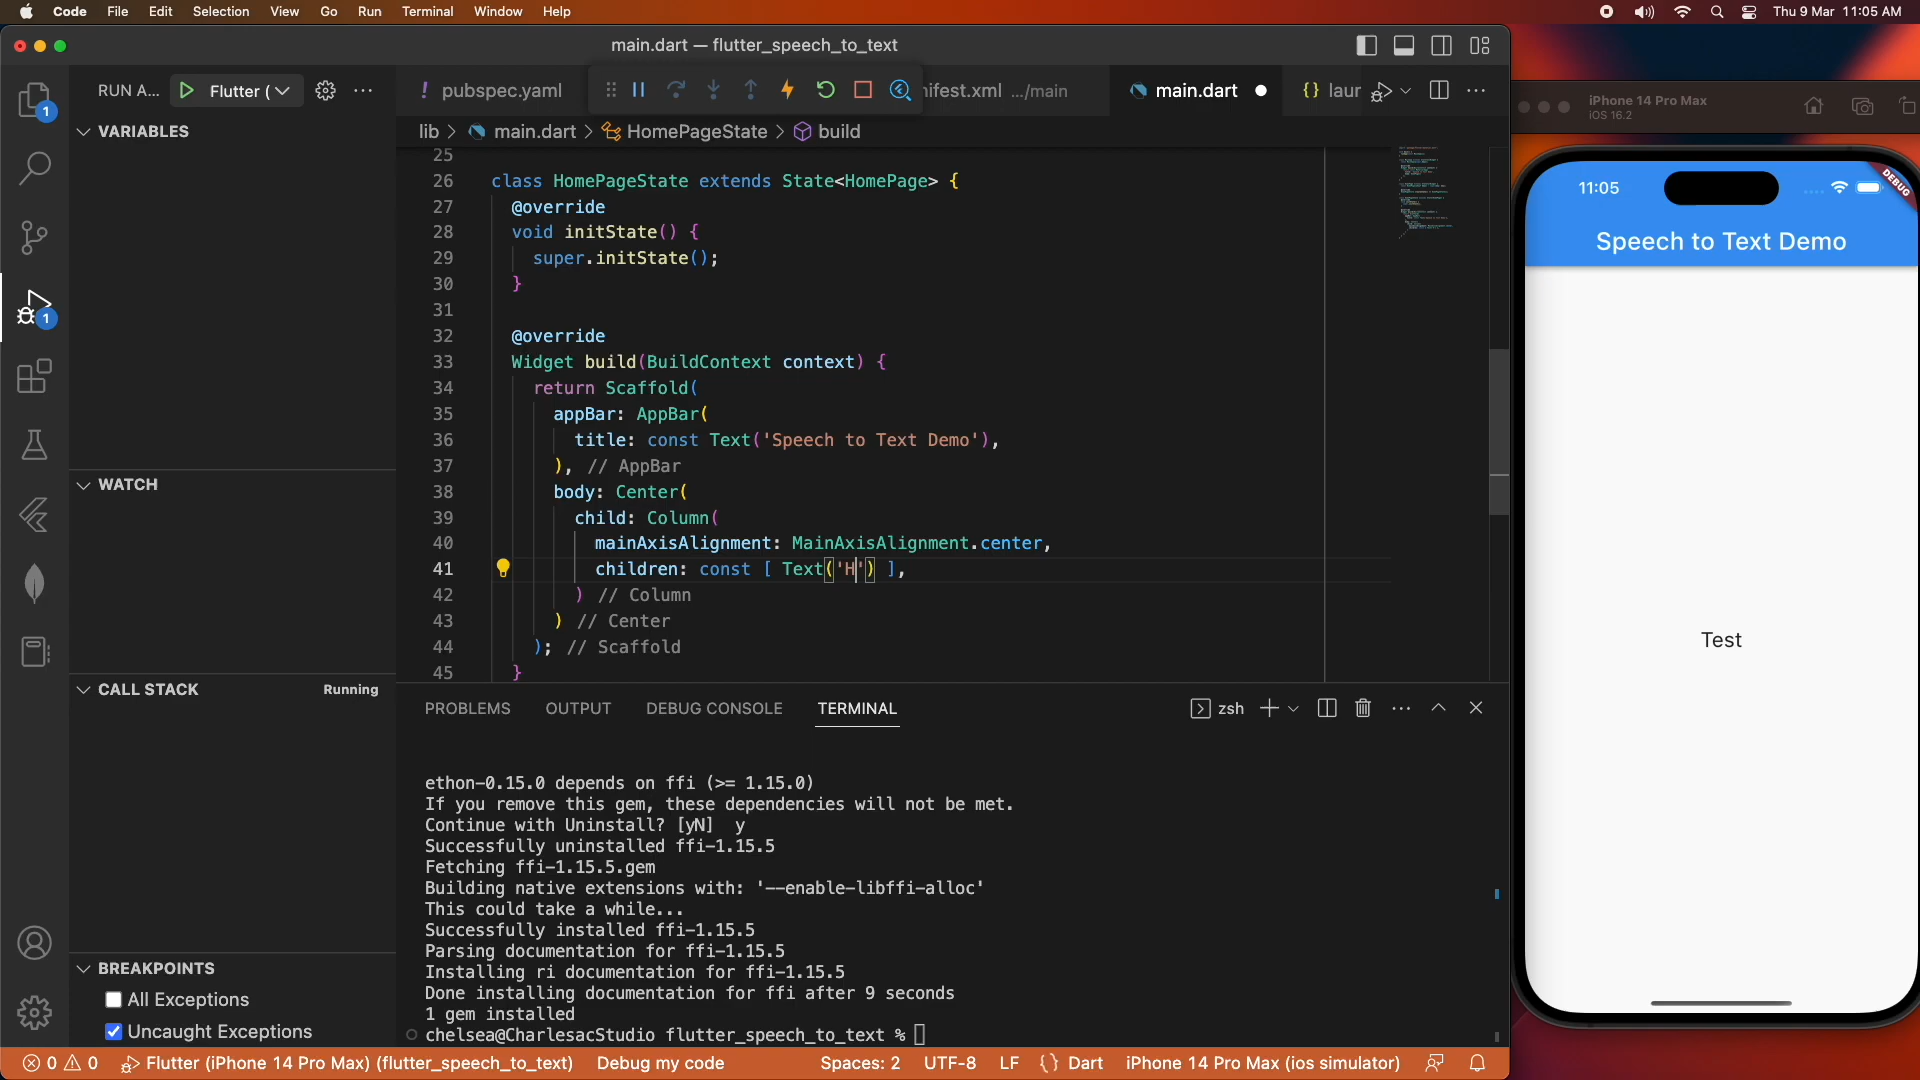 Code File Edit Selection View Go Run Terminal Window Help
Thu 9 Mar 11:05 AM
main.dart — flutter_speech_to_text
RUN A... Flutter (
pubspec.yaml
nifest.xml .../main
main.dart
laur
lib > main.dart > HomePageState > build
1
1
VARIABLES
WATCH
CALL STACK Running
BREAKPOINTS
All Exceptions
Uncaught Exceptions
25
26 class HomePageState extends State<HomePage> {
27 @override
28 void initState() {
29 super.initState();
30 }
31
32 @override
33 Widget build(BuildContext context) {
34 return Scaffold(
35 appBar: AppBar(
36 title: const Text('Speech to Text Demo'),
37 ), // AppBar
38 body: Center(
39 child: Column(
40 mainAxisAlignment: MainAxisAlignment.center,
41 children: const [ Text('H') ],
42 ) // Column
43 ) // Center
44 ); // Scaffold
45 }
PROBLEMS OUTPUT DEBUG CONSOLE TERMINAL
zsh
ethon-0.15.0 depends on ffi (>= 1.15.0)
If you remove this gem, these dependencies will not be met.
Continue with Uninstall? [yN]  y
Successfully uninstalled ffi-1.15.5
Fetching ffi-1.15.5.gem
Building native extensions with: '--enable-libffi-alloc'
This could take a while...
Successfully installed ffi-1.15.5
Parsing documentation for ffi-1.15.5
Installing ri documentation for ffi-1.15.5
Done installing documentation for ffi after 9 seconds
1 gem installed
chelsea@CharlesacStudio flutter_speech_to_text %
0 0 Flutter (iPhone 14 Pro Max) (flutter_speech_to_text) Debug my code Spaces: 2 UTF-8 LF {} Dart iPhone 14 Pro Max (ios simulator)
iPhone 14 Pro Max
iOS 16.2
11:05
DEBUG
Speech to Text Demo
Test